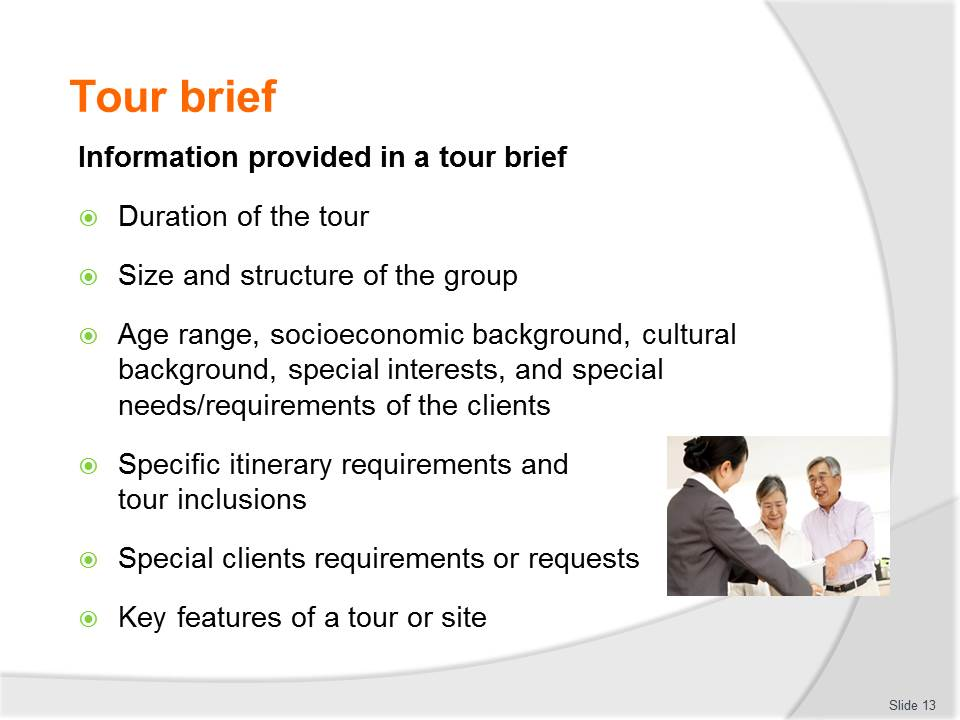 Tour brief
Information provided in a tour brief
Duration of the tour
Size and structure of the group
Age range, socioeconomic background, cultural
background, special interests, and special
needs/requirements of the clients
Specific itinerary requirements and
tour inclusions
Special clients requirements or requests
Key features of a tour or site
Slide 13